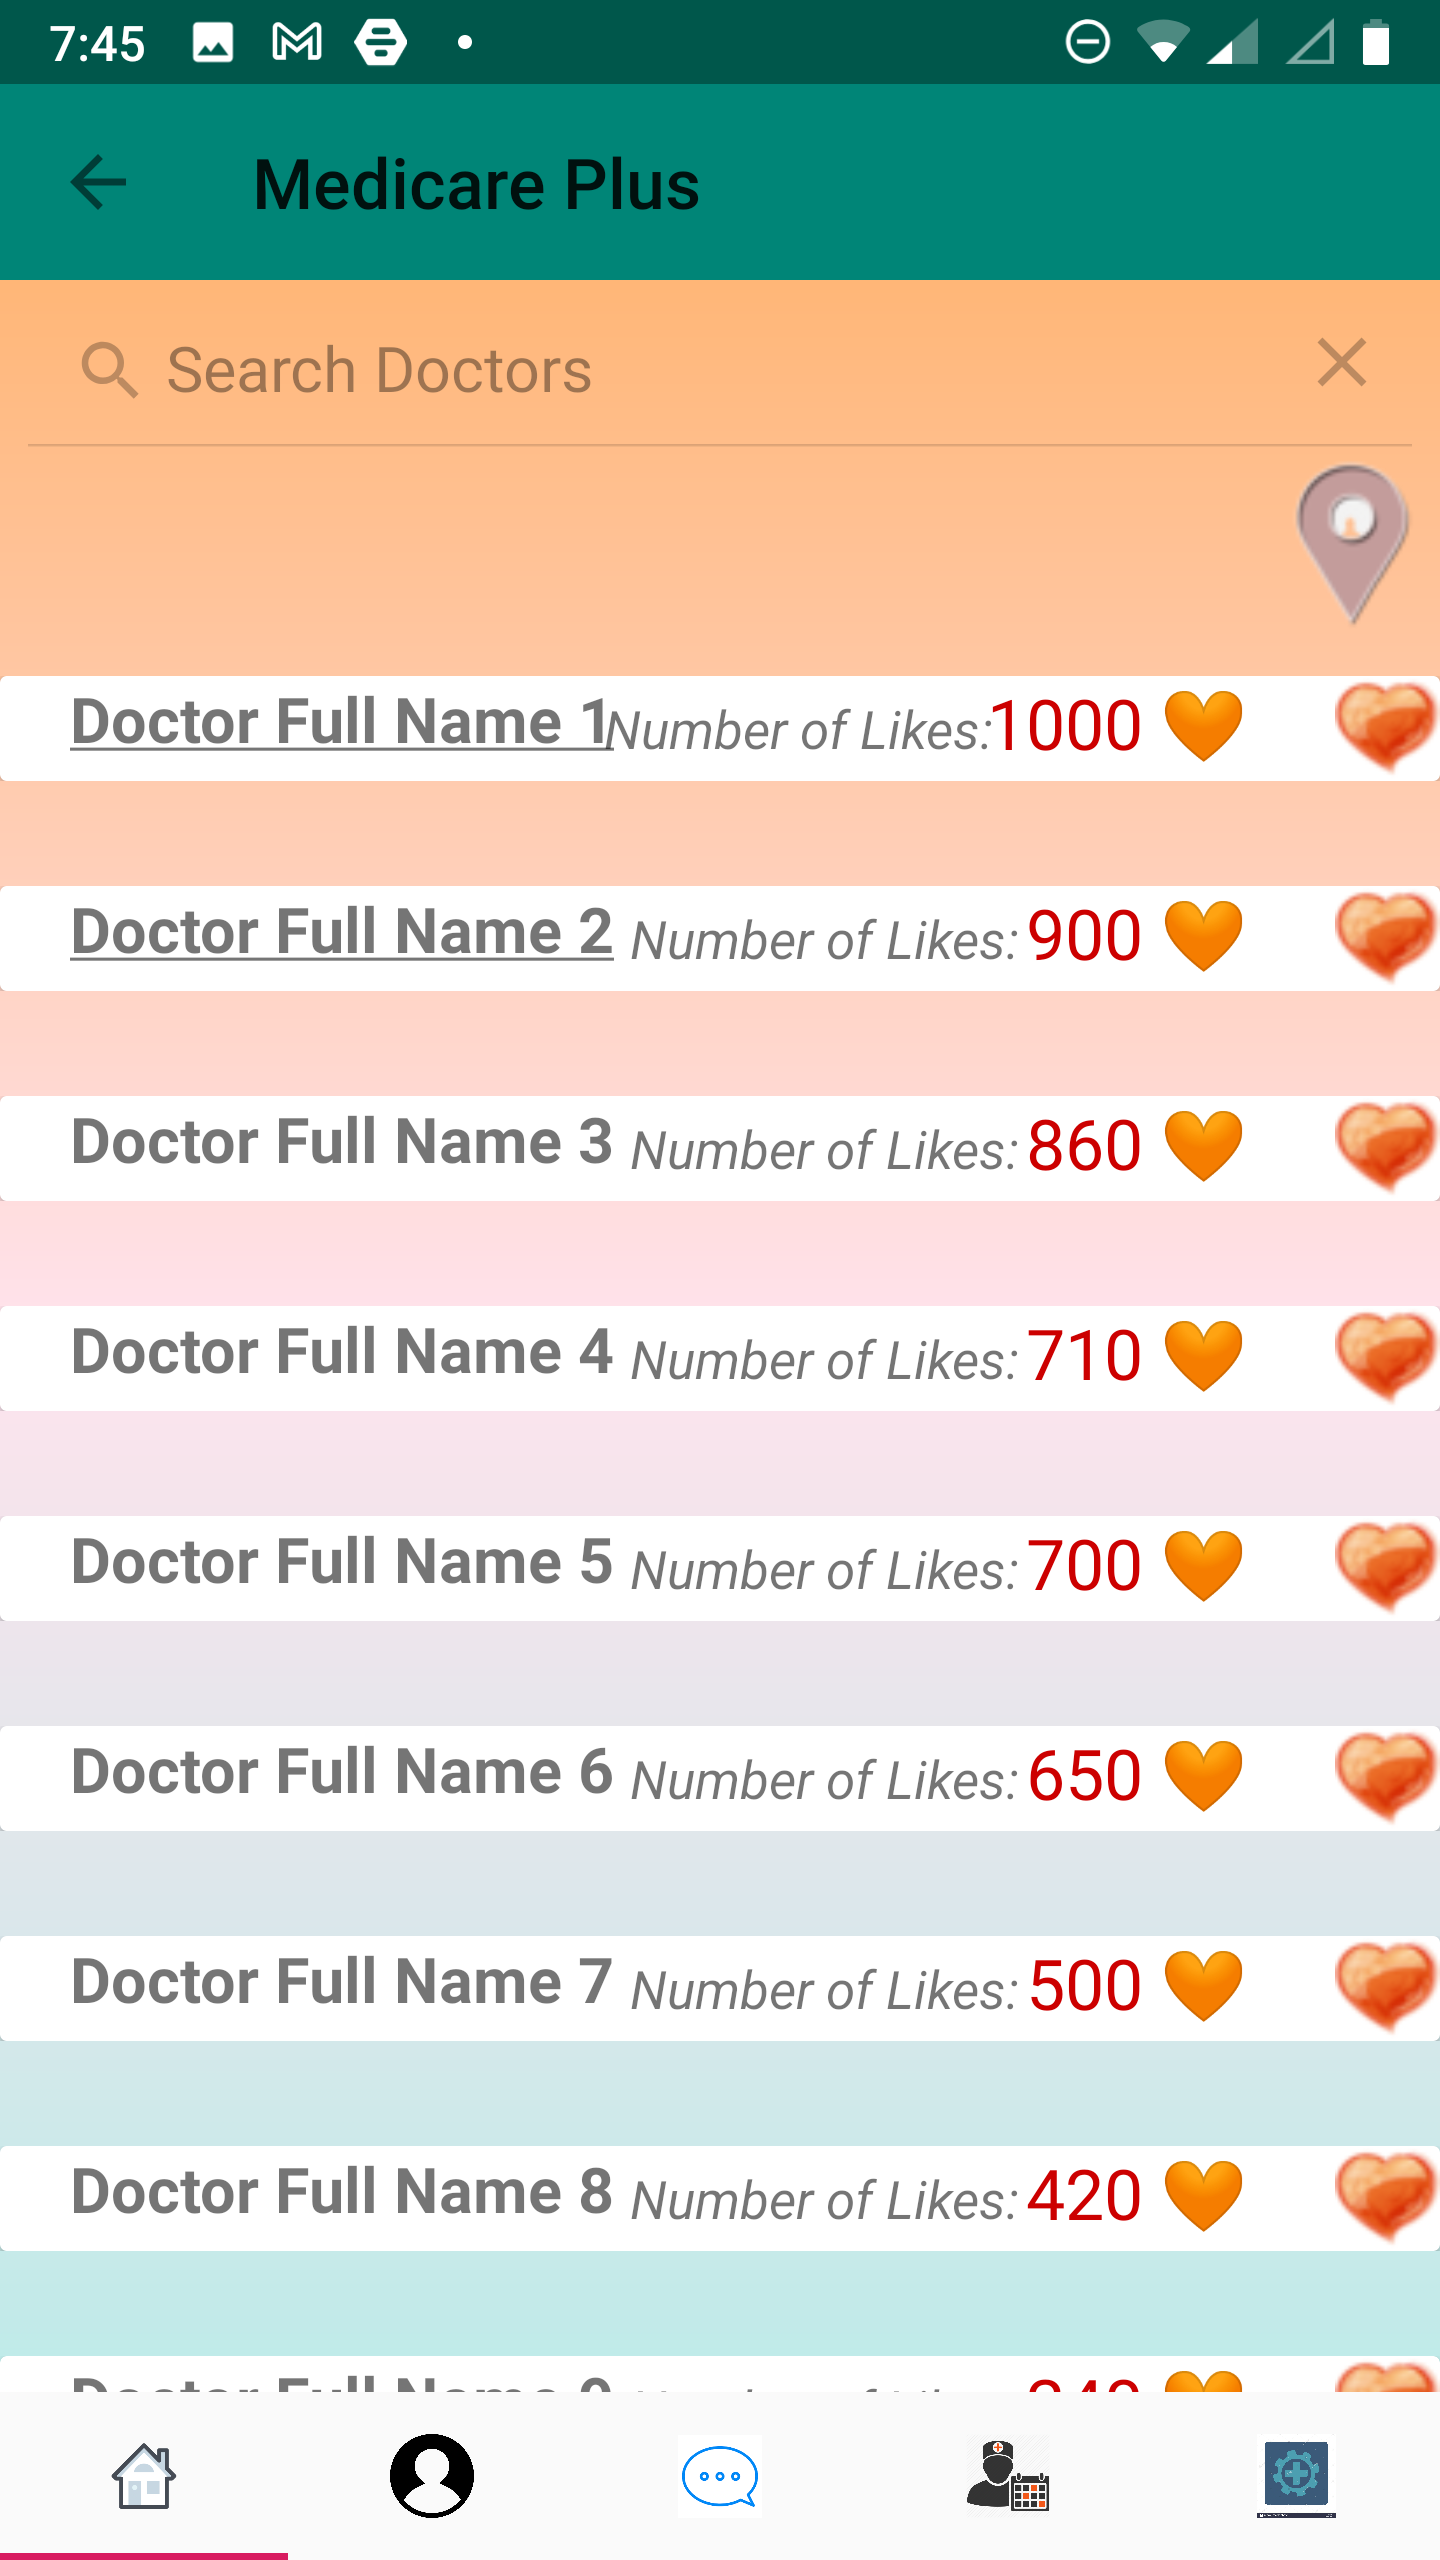 7:45
Medicare Plus
Search Doctors
Doctor Full Name 1 Number of Likes: 1000
Doctor Full Name 2 Number of Likes: 900
Doctor Full Name 3 Number of Likes: 860
Doctor Full Name 4 Number of Likes: 710
Doctor Full Name 5 Number of Likes: 700
Doctor Full Name 6 Number of Likes: 650
Doctor Full Name 7 Number of Likes: 500
Doctor Full Name 8 Number of Likes: 420
Doctor Full Name